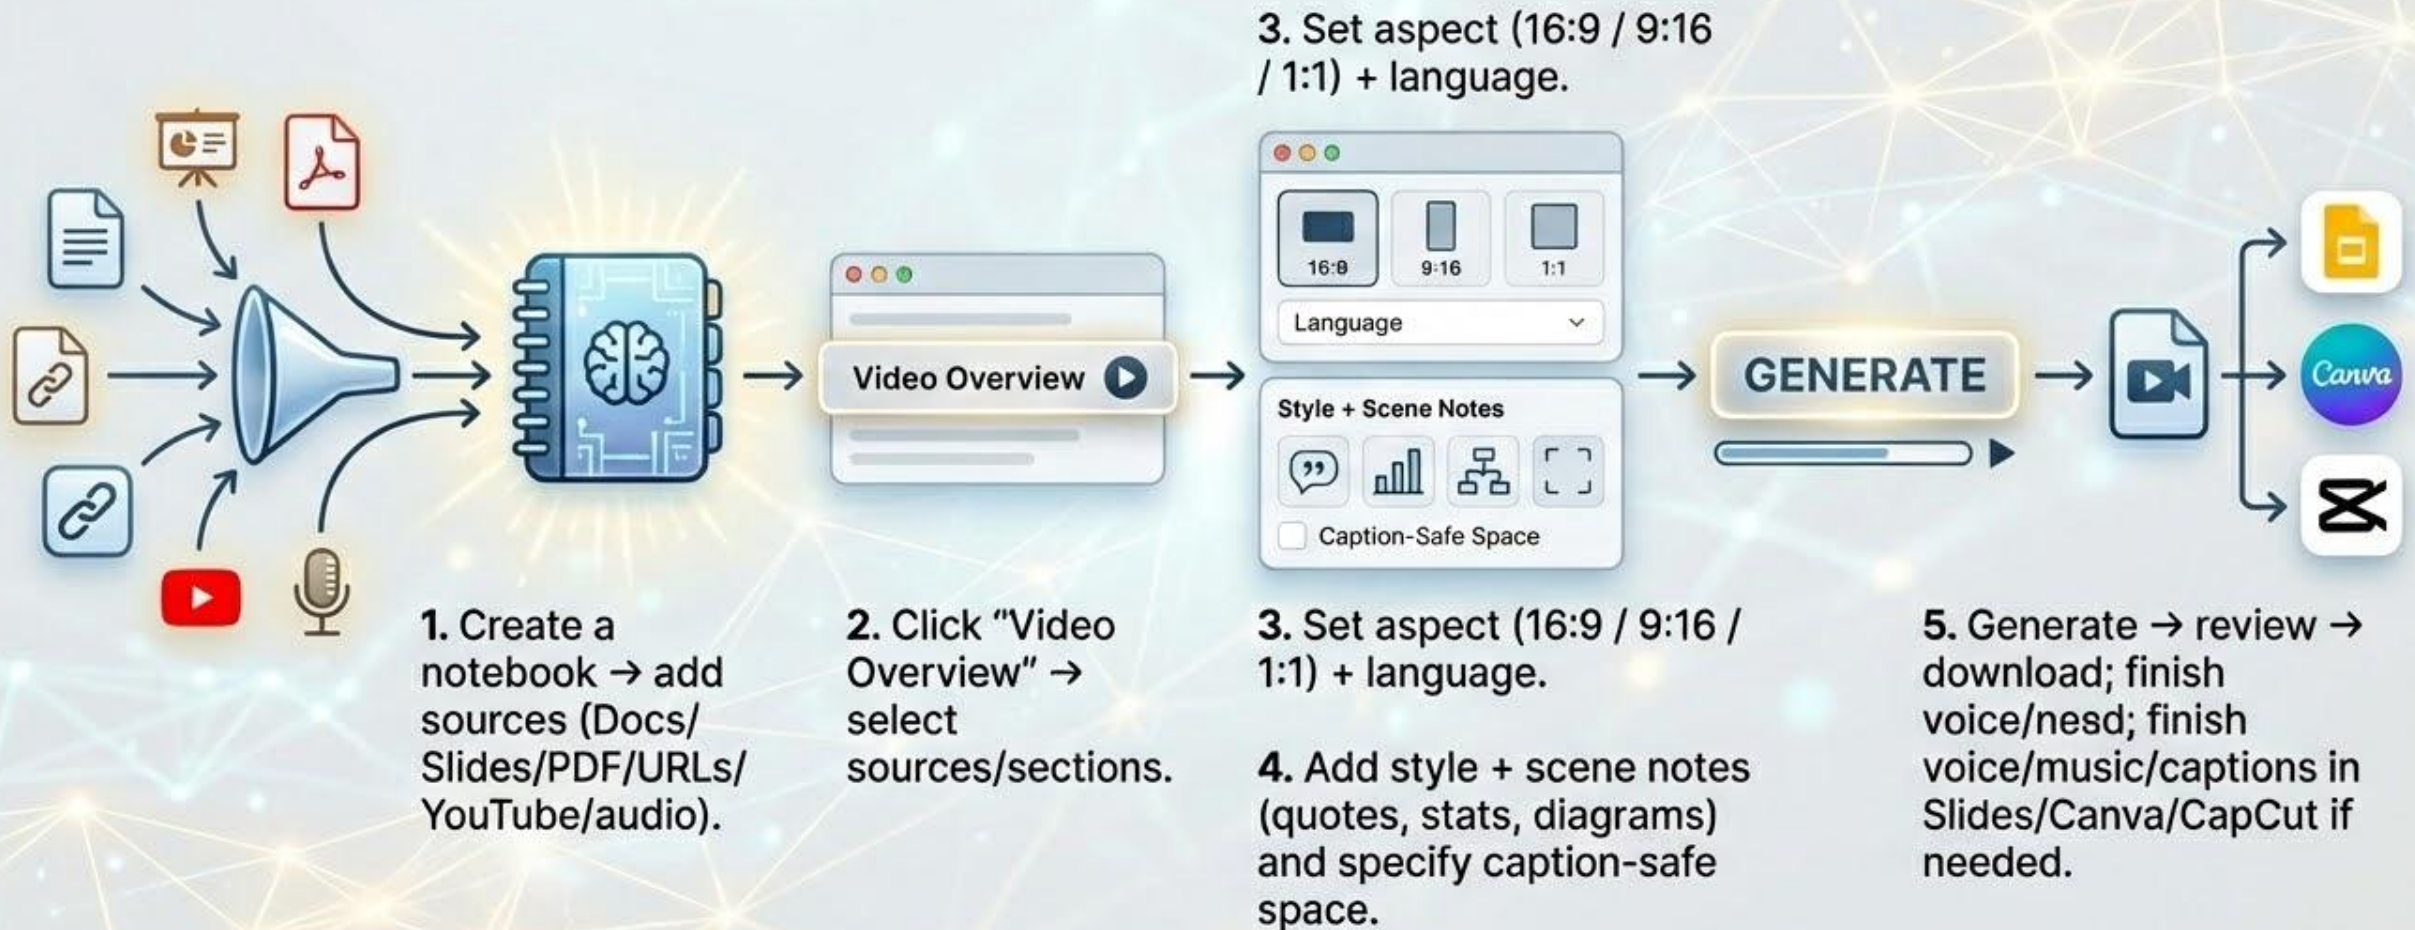 3. Set aspect (16:9 / 9:16
/ 1:1) + language.
16:9
9:16
1:1
Language
Video Overview
Style + Scene Notes
Caption-Safe Space
GENERATE
Canva
1. Create a
notebook → add
sources (Docs/
Slides/PDF/URLs/
YouTube/audio).
2. Click “Video
Overview” →
select
sources/sections.
3. Set aspect (16:9 / 9:16 /
1:1) + language.
4. Add style + scene notes
(quotes, stats, diagrams)
and specify caption-safe
space.
5. Generate → review →
download; finish
voice/nesd; finish
voice/music/captions in
Slides/Canva/CapCut if
needed.